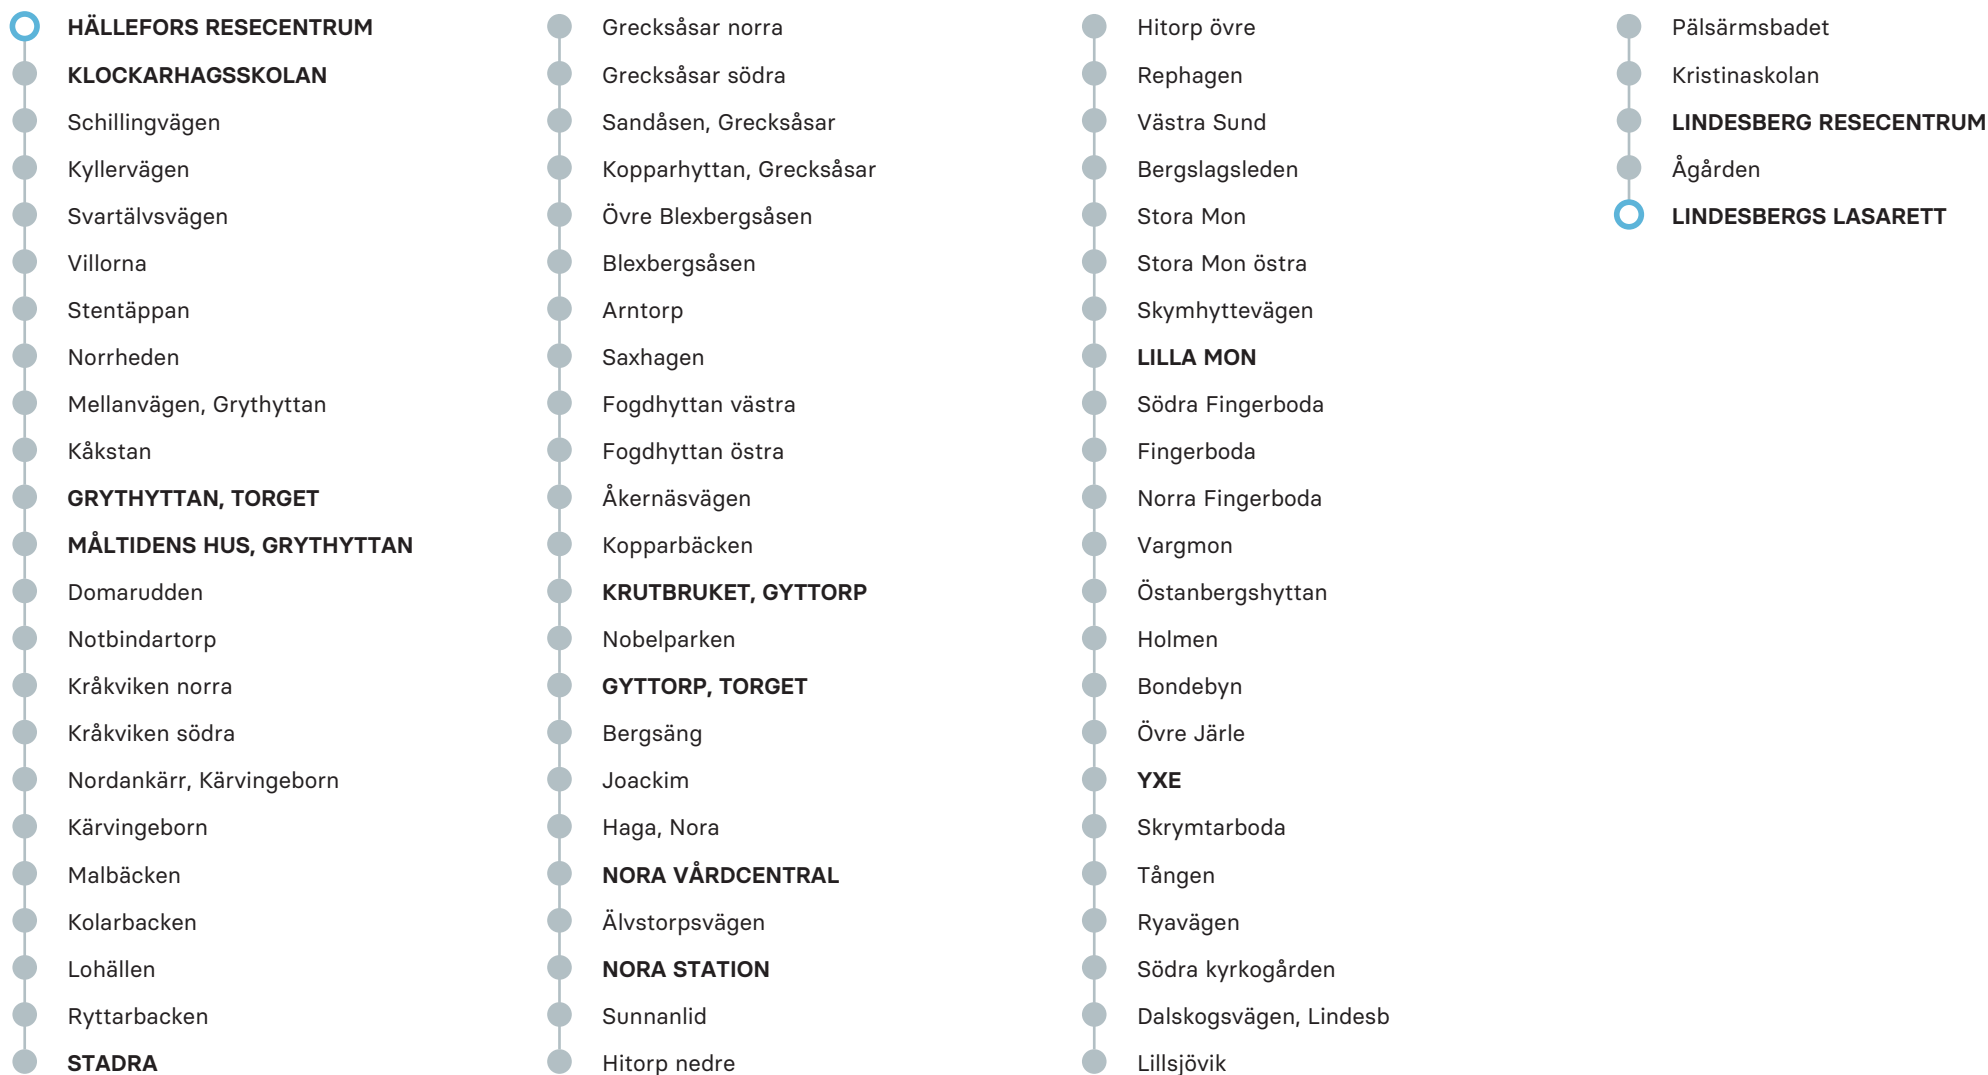 HÄLLEFORS RESECENTRUM
KLOCKARHAGSSKOLAN
Schillingvägen
Kyllervägen
Svartälvsvägen
Villorna
Stentäppan
Norrheden
Mellanvägen, Grythyttan
Kåkstan
GRYTHYTTAN, TORGET
MÅLTIDENS HUS, GRYTHYTTAN
Domarudden
Notbindartorp
Kråkviken norra
Kråkviken södra
Nordankärr, Kärvingeborn
Kärvingeborn
Malbäcken
Kolarbacken
Lohällen
Ryttarbacken
STADRA
Grecksåsar norra
Grecksåsar södra
Sandåsen, Grecksåsar
Kopparhyttan, Grecksåsar
Övre Blexbergsåsen
Blexbergsåsen
Arntorp
Saxhagen
Fogdhyttan västra
Fogdhyttan östra
Åkernäsvägen
Kopparbäcken
KRUTBRUKET, GYTTORP
Nobelparken
GYTTORP, TORGET
Bergsäng
Joackim
Haga, Nora
NORA VÅRDCENTRAL
Älvstorpsvägen
NORA STATION
Sunnanlid
Hitorp nedre
Hitorp övre
Rephagen
Västra Sund
Bergslagsleden
Stora Mon
Stora Mon östra
Skymhyttevägen
LILLA MON
Södra Fingerboda
Fingerboda
Norra Fingerboda
Vargmon
Östanbergshyttan
Holmen
Bondebyn
Övre Järle
YXE
Skrymtarboda
Tången
Ryavägen
Södra kyrkogården
Dalskogsvägen, Lindesb
Lillsjövik
Pälsärmsbadet
Kristinaskolan
LINDESBERG RESECENTRUM
Ågården
LINDESBERGS LASARETT